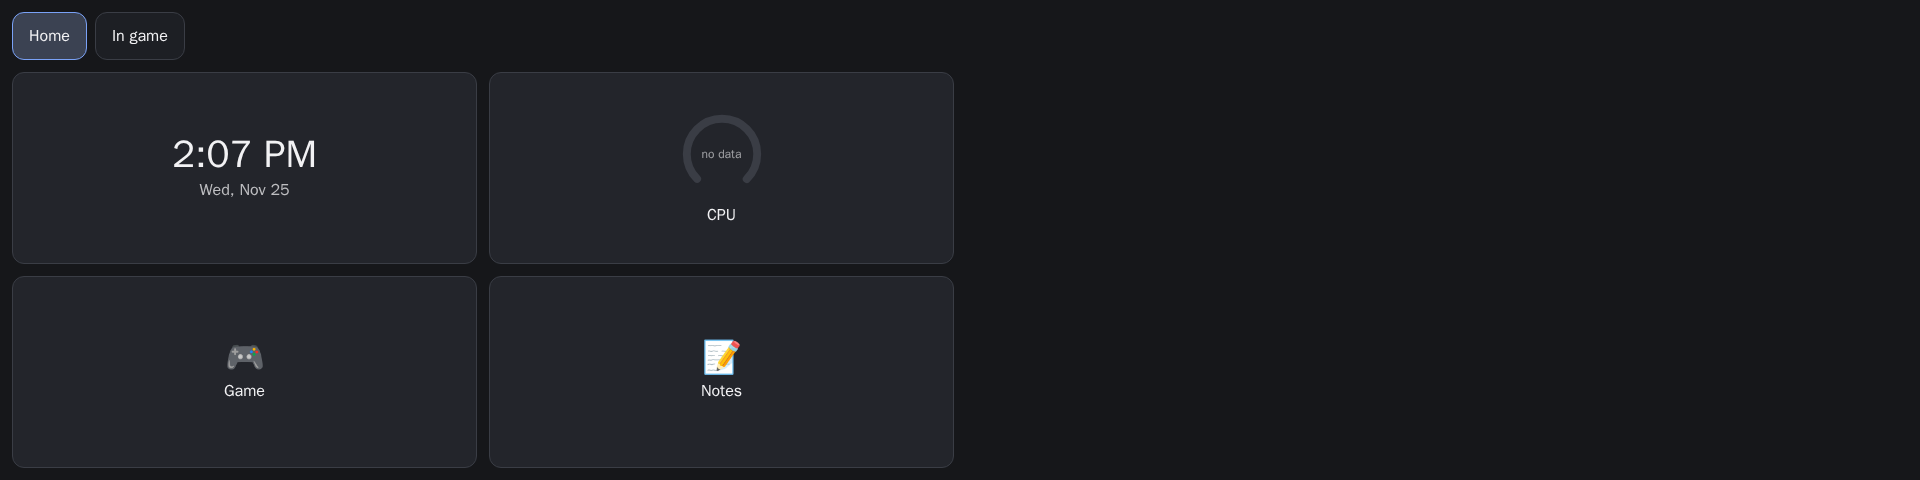 Home
In game
2:07 PM
Wed, Nov 25
no data
CPU
Game
Notes